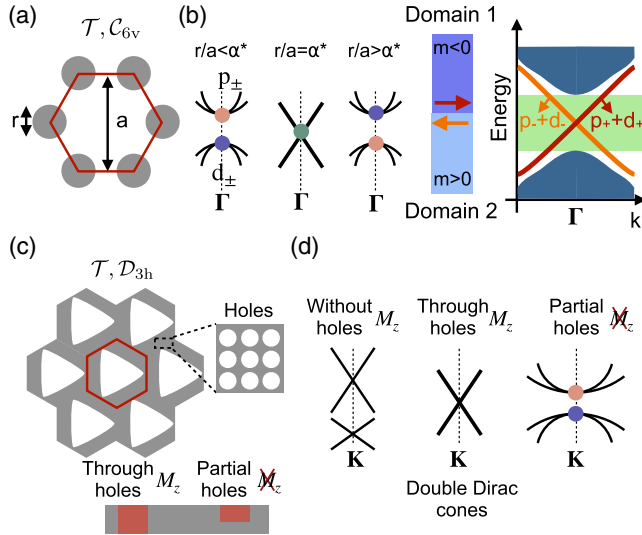 (a)
𝒯, 𝒞6v
r
a
(b)
r/a<α* r/a=α* r/a>α*
p±
d±
Γ Γ Γ
Domain 1
m<0
m>0
Domain 2
Energy
p-+d- p++d+
Γ k
(c)
𝒯, 𝒟3h
Holes
Through holes Mz
Partial holes Mz
(d)
Without holes Mz
Through holes Mz
Partial holes Mz
K K K
Double Dirac
cones